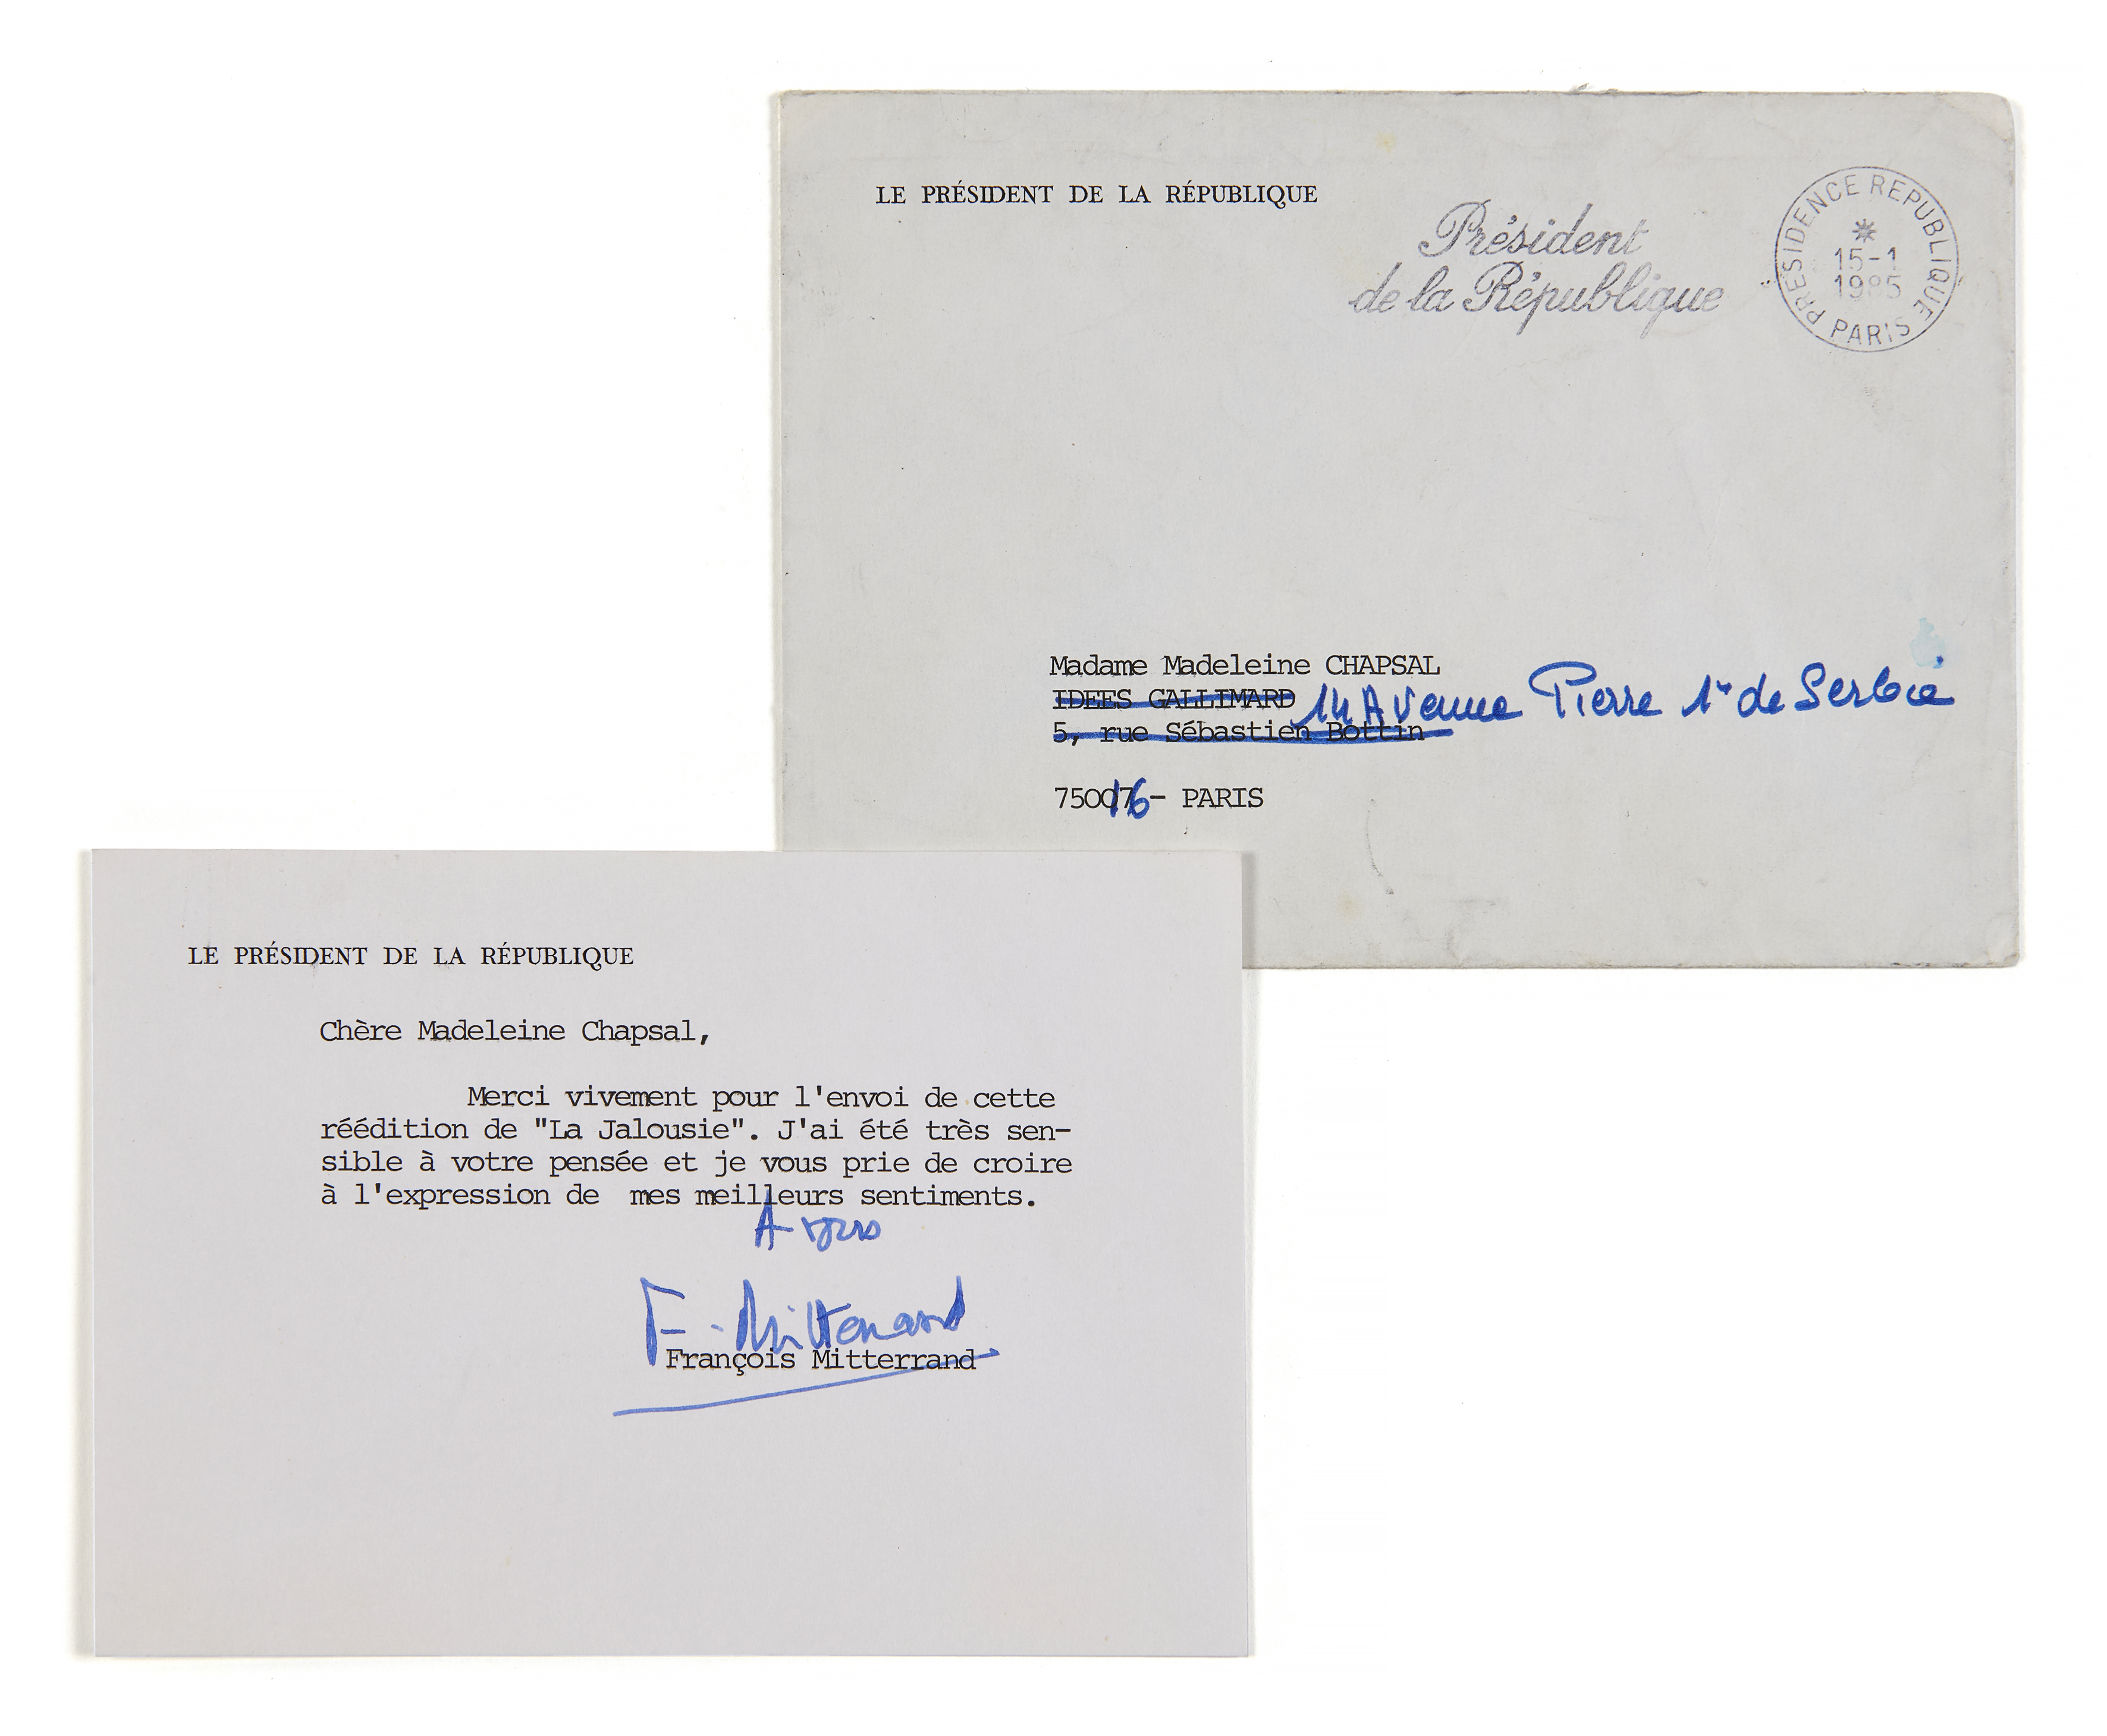 LE PRÉSIDENT DE LA RÉPUBLIQUE
Président
de la République
PRESIDENCE REPUBLIQUE
15-1
1985
PARIS
Madame Madeleine CHAPSAL
IDEES GALLIMARD 14 Avenue Pierre 1er de Serbie
5, rue Sébastien Bottin
75016 - PARIS
LE PRÉSIDENT DE LA RÉPUBLIQUE
Chère Madeleine Chapsal,
Merci vivement pour l'envoi de cette
réédition de "La Jalousie". J'ai été très sen-
sible à votre pensée et je vous prie de croire
à l'expression de mes meilleurs sentiments.
A vous
F. Mitterrand
François Mitterrand